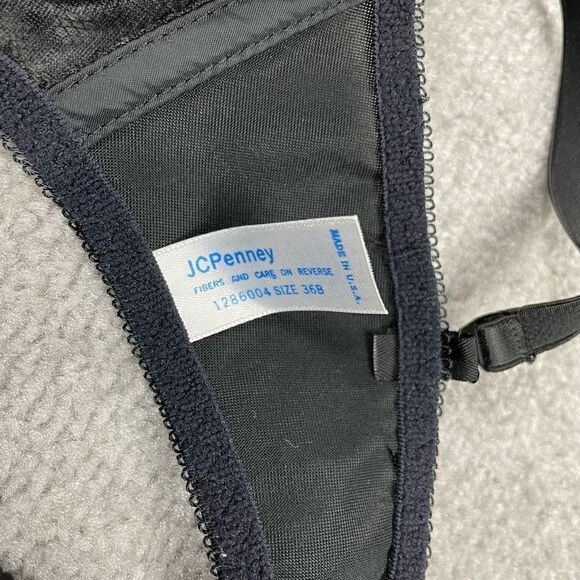 JCPenney
FIBERS AND CARE ON REVERSE
1286004 SIZE 36B
MADE IN U.S.A.